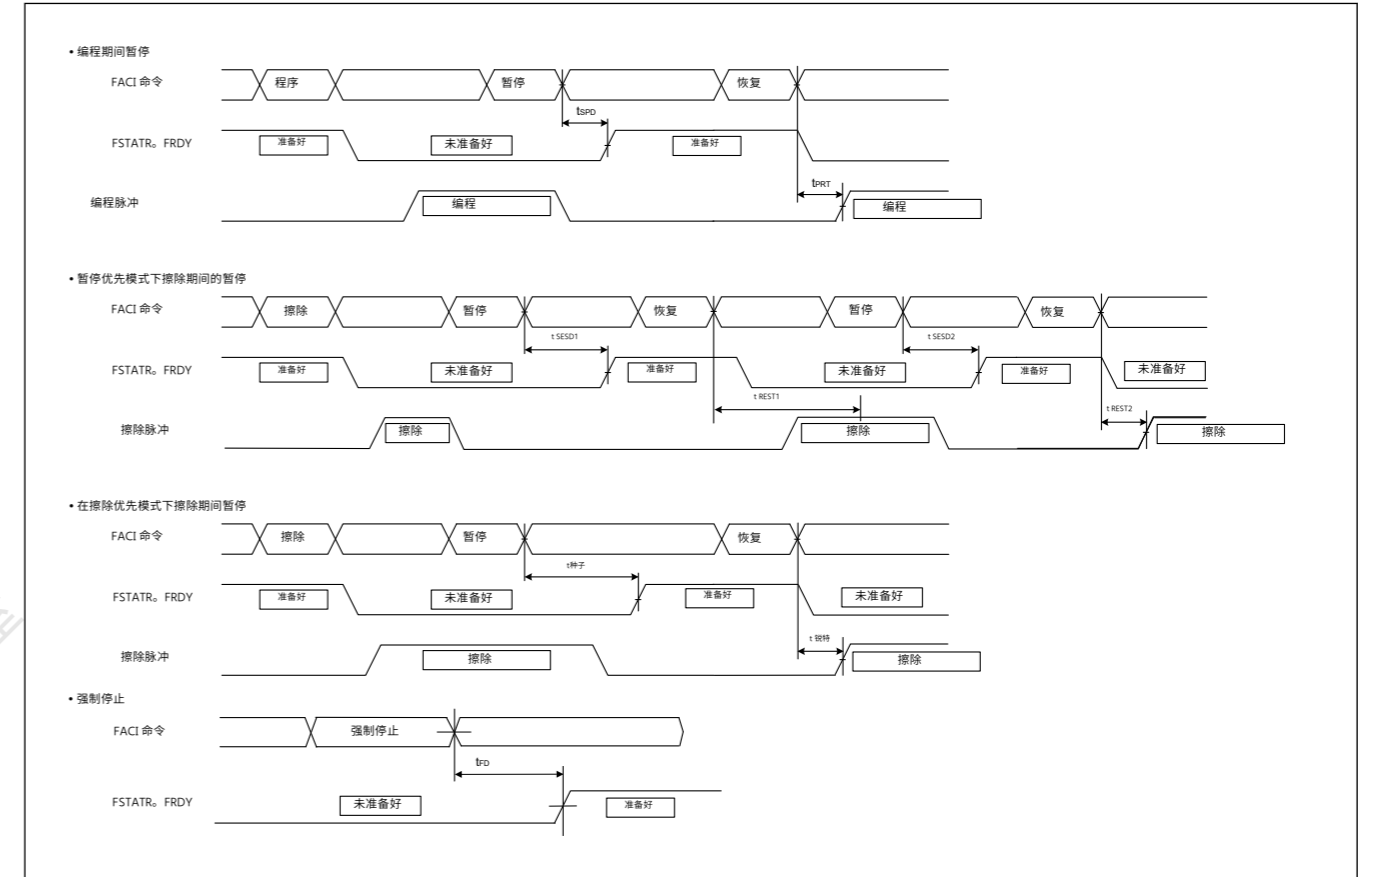 • 编程期间暂停
FACI 命令 程序 暂停 恢复
tSPD
FSTATR。FRDY 准备好 未准备好 准备好
tPRT
编程脉冲 编程 编程
• 暂停优先模式下擦除期间的暂停
FACI 命令 擦除 暂停 恢复 暂停 恢复
t SESD1 t SESD2
FSTATR。FRDY 准备好 未准备好 准备好 未准备好 准备好 未准备好
t REST1 t REST2
擦除脉冲 擦除 擦除 擦除
• 在擦除优先模式下擦除期间暂停
FACI 命令 擦除 暂停 恢复
t种子
FSTATR。FRDY 准备好 未准备好 准备好 未准备好
t 锐特
擦除脉冲 擦除 擦除
• 强制停止
FACI 命令 强制停止
tFD
FSTATR。FRDY 未准备好 准备好